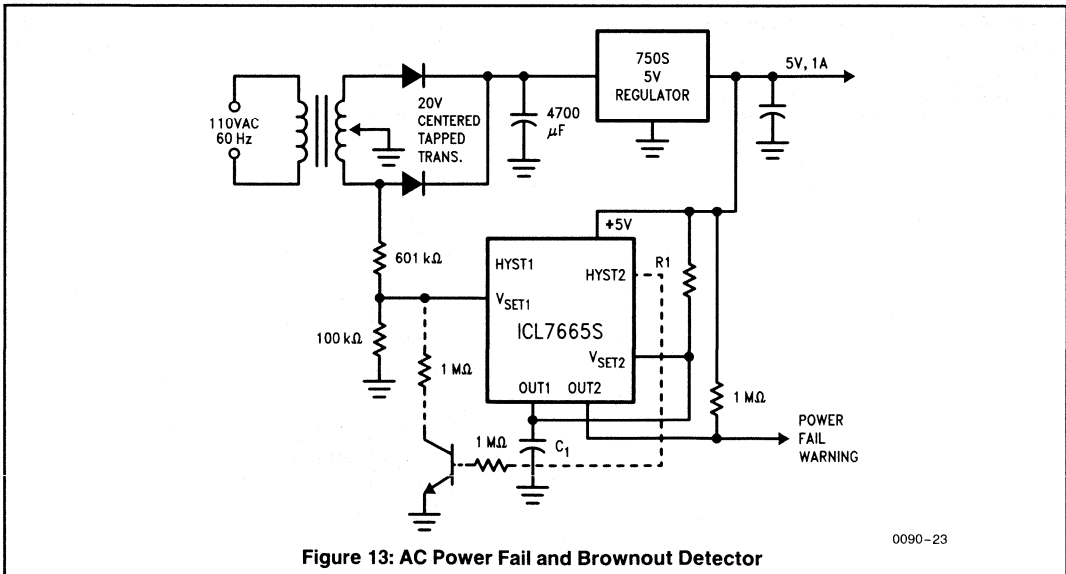 750S
5V
REGULATOR
5V, 1A
110VAC
60 Hz
20V
CENTERED
TAPPED
TRANS.
4700
µF
+5V
601 kΩ
HYST1
HYST2
R1
VSET1
ICL7665S
100 kΩ
1 MΩ
VSET2
OUT1 OUT2
1 MΩ
POWER
FAIL
WARNING
1 MΩ
C1
0090-23
Figure 13: AC Power Fail and Brownout Detector